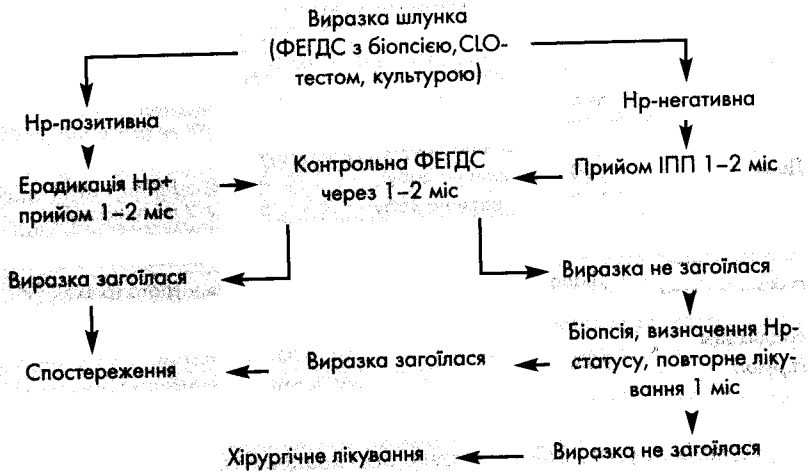 Виразка шлунка
(ФЕГДС з біопсією, CLO-
тестом, культурою)
Нр-позитивна
Нр-негативна
Ерадикація Нр+
прийом 1–2 міс
Контрольна ФЕГДС
через 1–2 міс
Прийом ІПП 1–2 міс
Виразка загоїлася
Виразка не загоїлася
Спостереження
Виразка загоїлася
Біопсія, визначення Нр-
статусу, повторне ліку-
вання 1 міс
Хірургічне лікування
Виразка не загоїлася